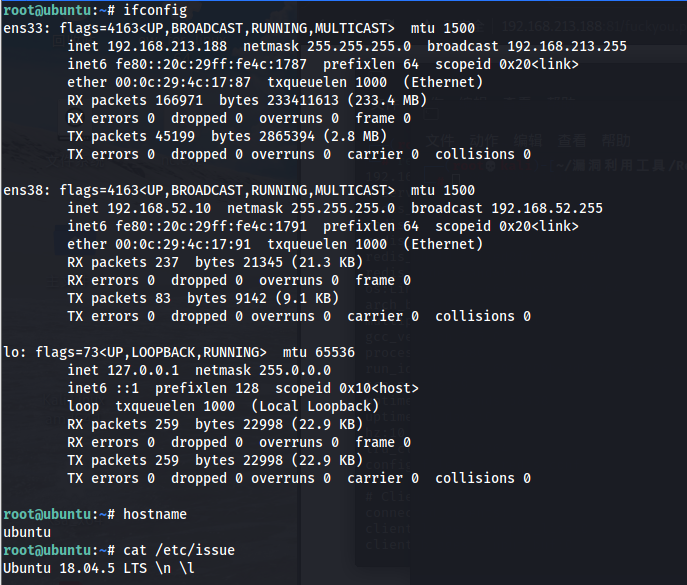 root@ubuntu:~# ifconfig
ens33: flags=4163<UP,BROADCAST,RUNNING,MULTICAST>  mtu 1500
        inet 192.168.213.188  netmask 255.255.255.0  broadcast 192.168.213.255
        inet6 fe80::20c:29ff:fe4c:1787  prefixlen 64  scopeid 0x20<link>
        ether 00:0c:29:4c:17:87  txqueuelen 1000  (Ethernet)
        RX packets 166971  bytes 233411613 (233.4 MB)
        RX errors 0  dropped 0  overruns 0  frame 0
        TX packets 45199  bytes 2865394 (2.8 MB)
        TX errors 0  dropped 0 overruns 0  carrier 0  collisions 0

ens38: flags=4163<UP,BROADCAST,RUNNING,MULTICAST>  mtu 1500
        inet 192.168.52.10  netmask 255.255.255.0  broadcast 192.168.52.255
        inet6 fe80::20c:29ff:fe4c:1791  prefixlen 64  scopeid 0x20<link>
        ether 00:0c:29:4c:17:91  txqueuelen 1000  (Ethernet)
        RX packets 237  bytes 21345 (21.3 KB)
        RX errors 0  dropped 0  overruns 0  frame 0
        TX packets 83  bytes 9142 (9.1 KB)
        TX errors 0  dropped 0 overruns 0  carrier 0  collisions 0

lo: flags=73<UP,LOOPBACK,RUNNING>  mtu 65536
        inet 127.0.0.1  netmask 255.0.0.0
        inet6 ::1  prefixlen 128  scopeid 0x10<host>
        loop  txqueuelen 1000  (Local Loopback)
        RX packets 259  bytes 22998 (22.9 KB)
        RX errors 0  dropped 0  overruns 0  frame 0
        TX packets 259  bytes 22998 (22.9 KB)
        TX errors 0  dropped 0 overruns 0  carrier 0  collisions 0

root@ubuntu:~# hostname
ubuntu
root@ubuntu:~# cat /etc/issue
Ubuntu 18.04.5 LTS \n \l
文件 动作 编辑 查看 帮助